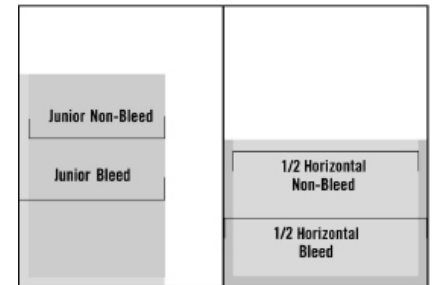 Junior Non-Bleed
Junior Bleed
1/2 Horizontal
Non-Bleed
1/2 Horizontal
Bleed